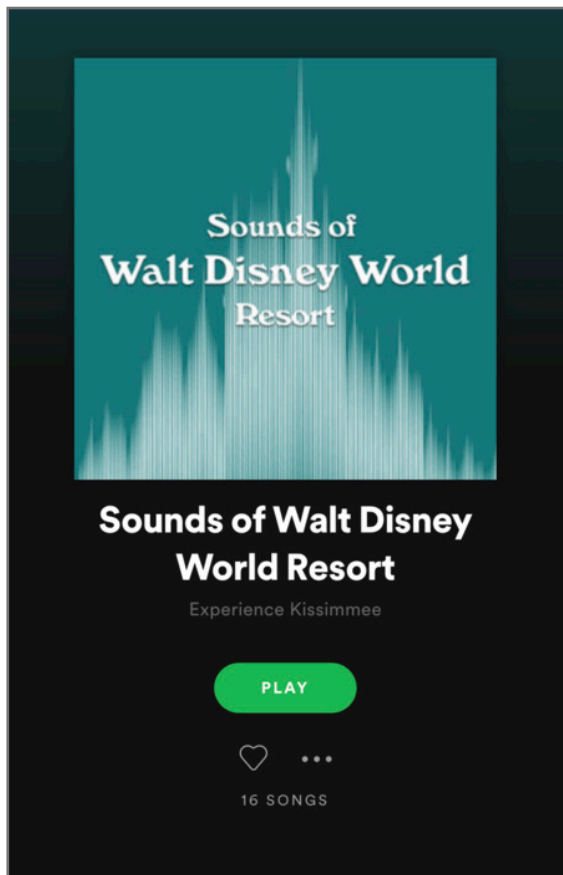 Sounds of
Walt Disney World
Resort
Sounds of Walt Disney
World Resort
Experience Kissimmee
PLAY
16 SONGS